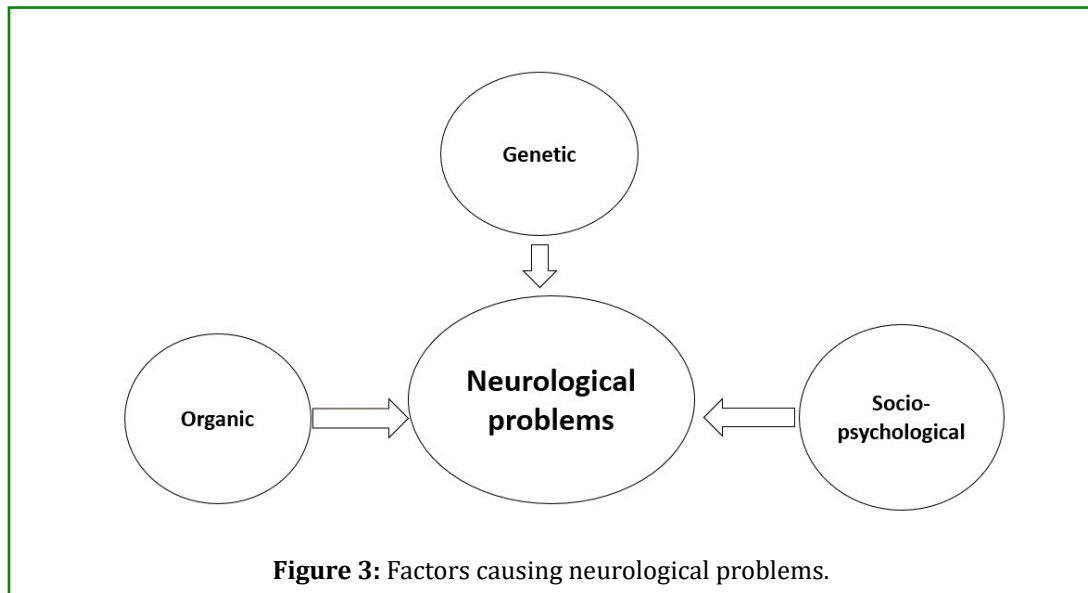 Genetic
Neurological
problems
Organic
Socio-
psychological
Figure 3: Factors causing neurological problems.